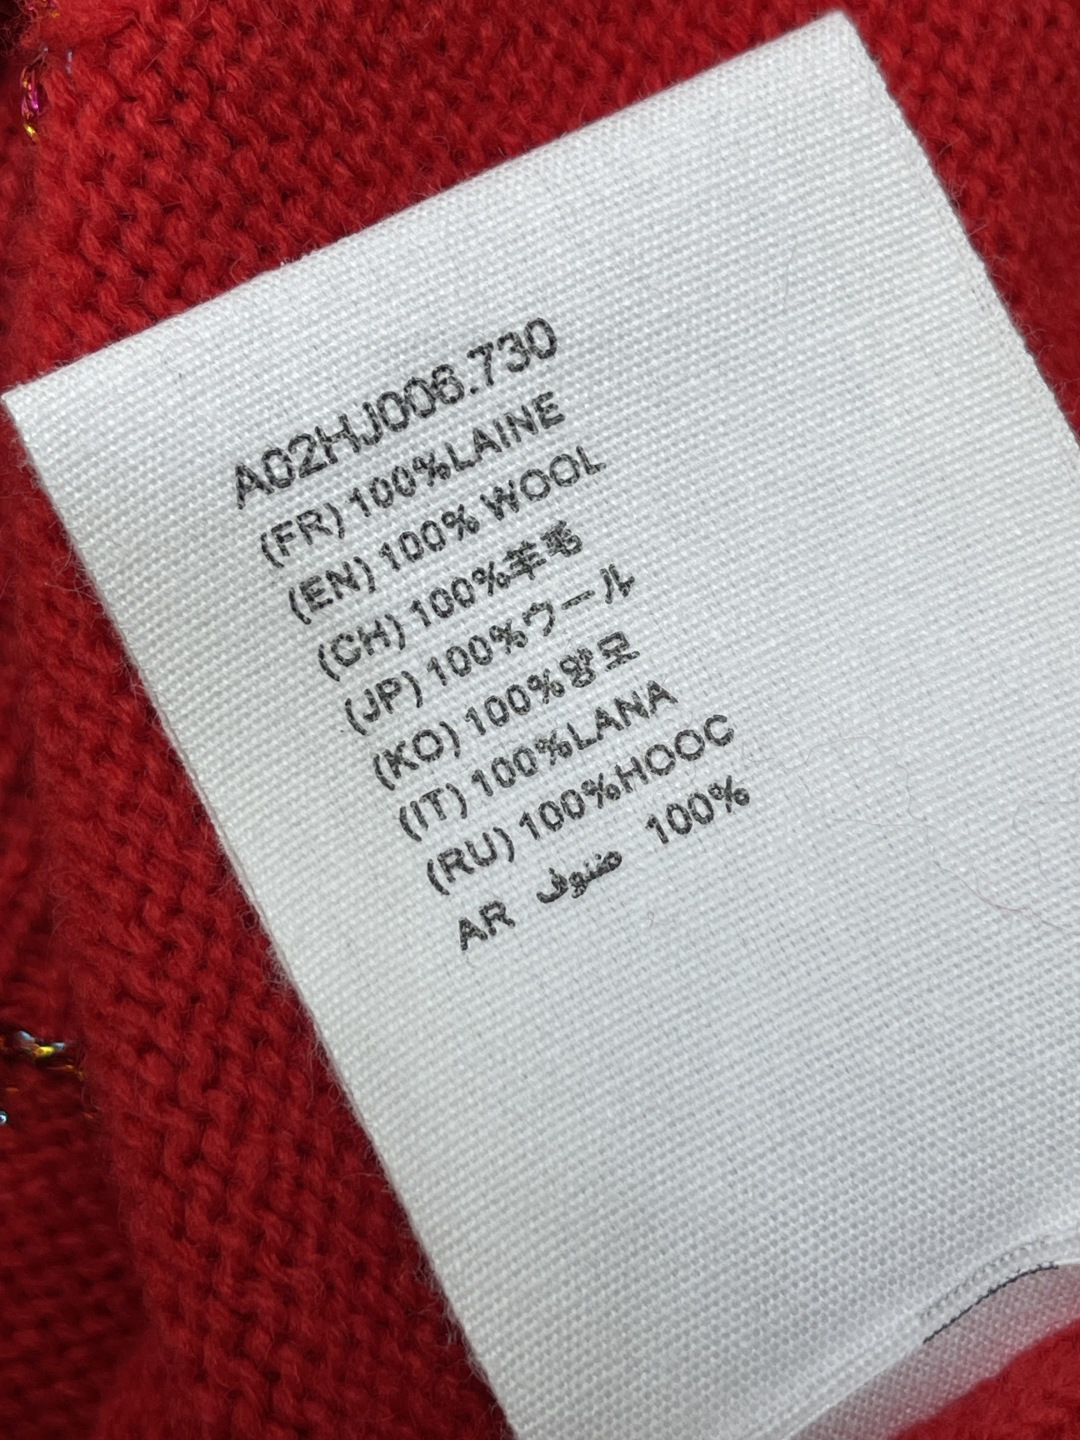 A02HJ006.730
(FR) 100%LAINE
(EN) 100% WOOL
(CH) 100%羊毛
(JP) 100%ウール
(KO) 100%양모
(IT) 100%LANA
(RU) 100%HOOC
AR صنوف 100%